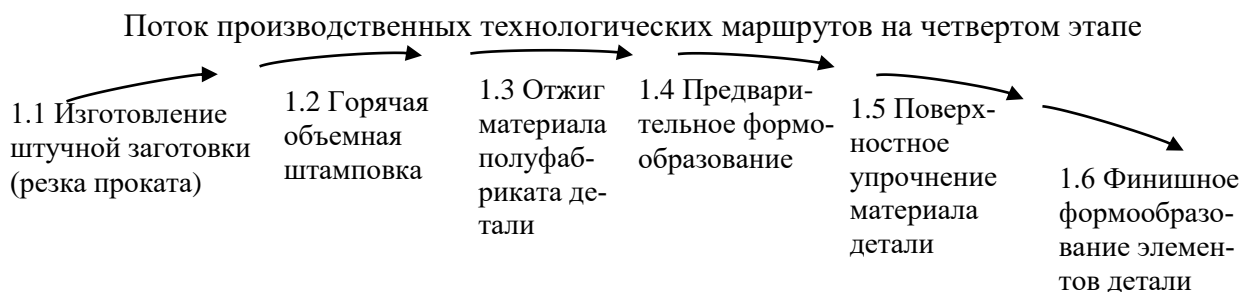 Поток производственных технологических маршрутов на четвертом этапе
1.1 Изготовление
штучной заготовки
(резка проката)
1.2 Горячая
объемная
штамповка
1.3 Отжиг
материала
полуфаб-
риката де-
тали
1.4 Предвари-
тельное формо-
образование
1.5 Поверх-
ностное
упрочнение
материала
детали
1.6 Финишное
формообразо-
вание элемен-
тов детали